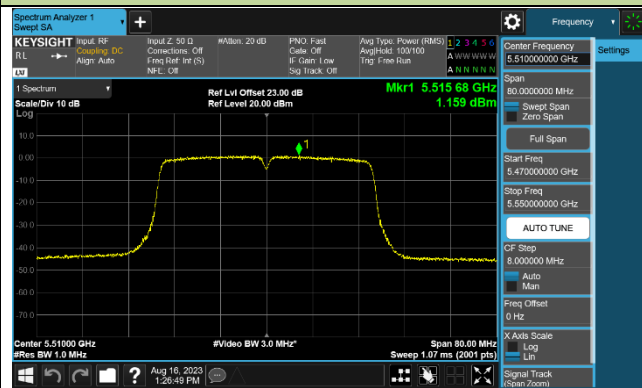 Spectrum Analyzer 1
Swept SA
Frequency
KEYSIGHT
RL
LXI
Input: RF
Coupling: DC
Align: Auto
Input Z: 50 Ω
Corrections: Off
Freq Ref: Int (S)
NFE: Off
#Atten: 20 dB
PNO: Fast
Gate: Off
IF Gain: Low
Sig Track: Off
Avg Type: Power (RMS)
Avg|Hold: 100/100
Trig: Free Run
1 2 3 4 5 6
A W W W W W
A N N N N N
1 Spectrum
Scale/Div 10 dB
Log
Ref Lvl Offset 23.00 dB
Ref Level 20.00 dBm
Mkr1 5.515 68 GHz
1.159 dBm
10.0
0.00
-10.0
-20.0
-30.0
-40.0
-50.0
-60.0
-70.0
1
Center 5.51000 GHz
#Res BW 1.0 MHz
#Video BW 3.0 MHz*
Span 80.00 MHz
Sweep 1.07 ms (2001 pts)
Aug 16, 2023
1:26:49 PM
Center Frequency
5.510000000 GHz
Settings
Span
80.0000000 MHz
Swept Span
Zero Span
Full Span
Start Freq
5.470000000 GHz
Stop Freq
5.550000000 GHz
AUTO TUNE
CF Step
8.000000 MHz
Auto
Man
Freq Offset
0 Hz
X Axis Scale
Log
Lin
Signal Track
(Span Zoom)